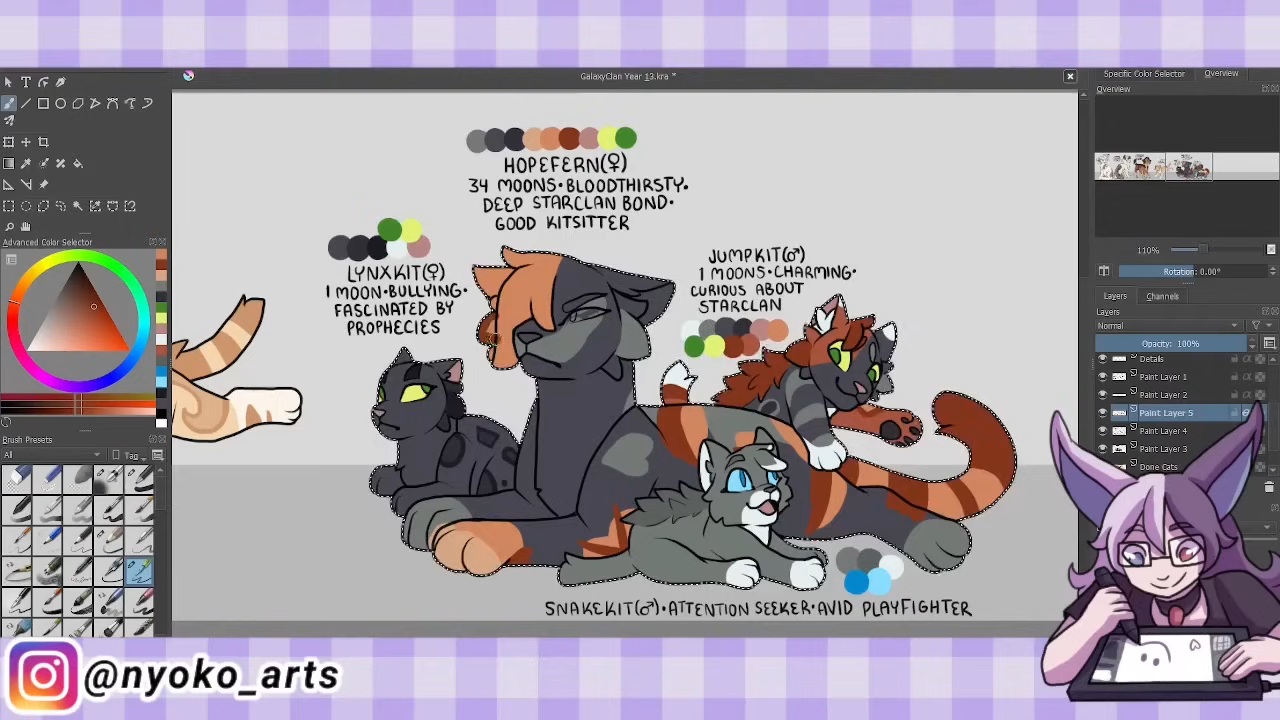 GalaxyClan Year 13.kra *
Specific Color Selector
Overview
Overview
HOPEFERN(♀)
34 MOONS•BLOODTHIRSTY•
DEEP STARCLAN BOND•
GOOD KITSITTER
LYNXKIT(♀)
1 MOON•BULLYING•
FASCINATED BY
PROPHECIES
JUMPKIT(♂)
1 MOONS•CHARMING•
CURIOUS ABOUT
STARCLAN
SNAKEKIT(♂)•ATTENTION SEEKER•AVID PLAYFIGHTER
Advanced Color Selector
Brush Presets
All
Tag
110%
Rotation: 0.00°
Layers
Channels
Layers
Normal
Opacity: 100%
Details
Paint Layer 1
Paint Layer 2
Paint Layer 5
Paint Layer 4
Paint Layer 3
Done Cats
@nyoko_arts